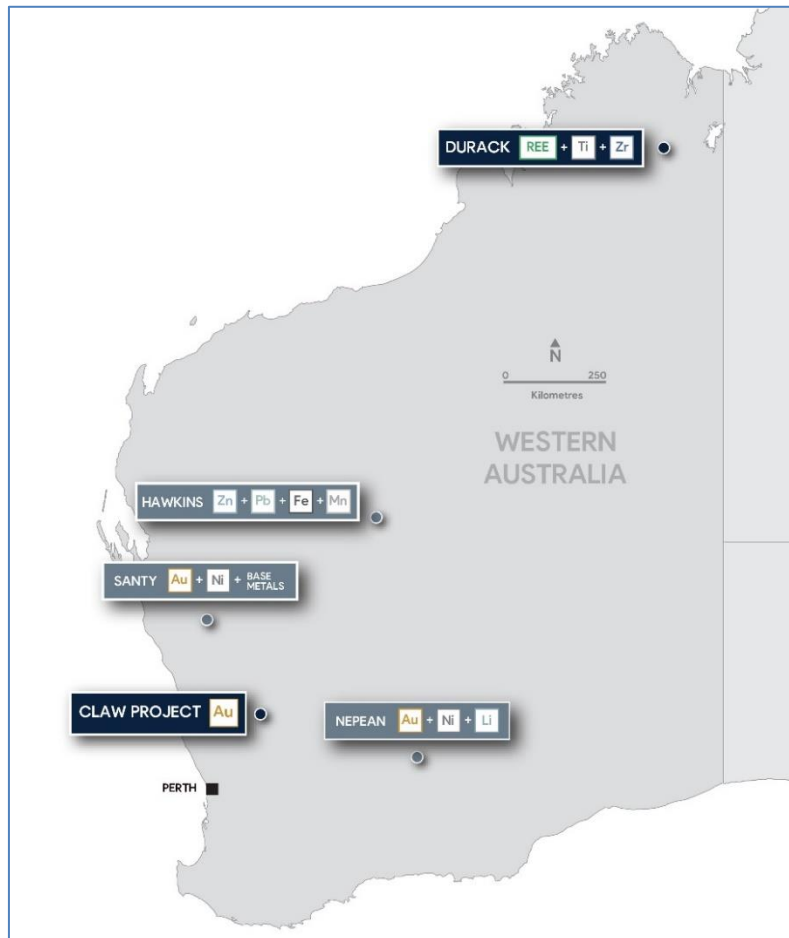 DURACK REE + Ti + Zr
N
0 250
Kilometres
WESTERN
AUSTRALIA
HAWKINS Zn + Pb + Fe + Mn
SANTY Au + Ni + BASE
METALS
CLAW PROJECT Au
NEPEAN Au + Ni + Li
PERTH